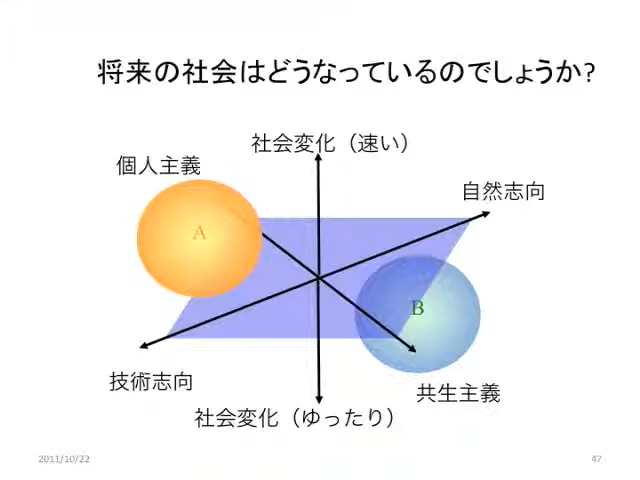 将来の社会はどうなっているのでしょうか?
社会変化（速い）
個人主義
自然志向
A
B
技術志向
共生主義
社会変化（ゆったり）
2011/10/22
47